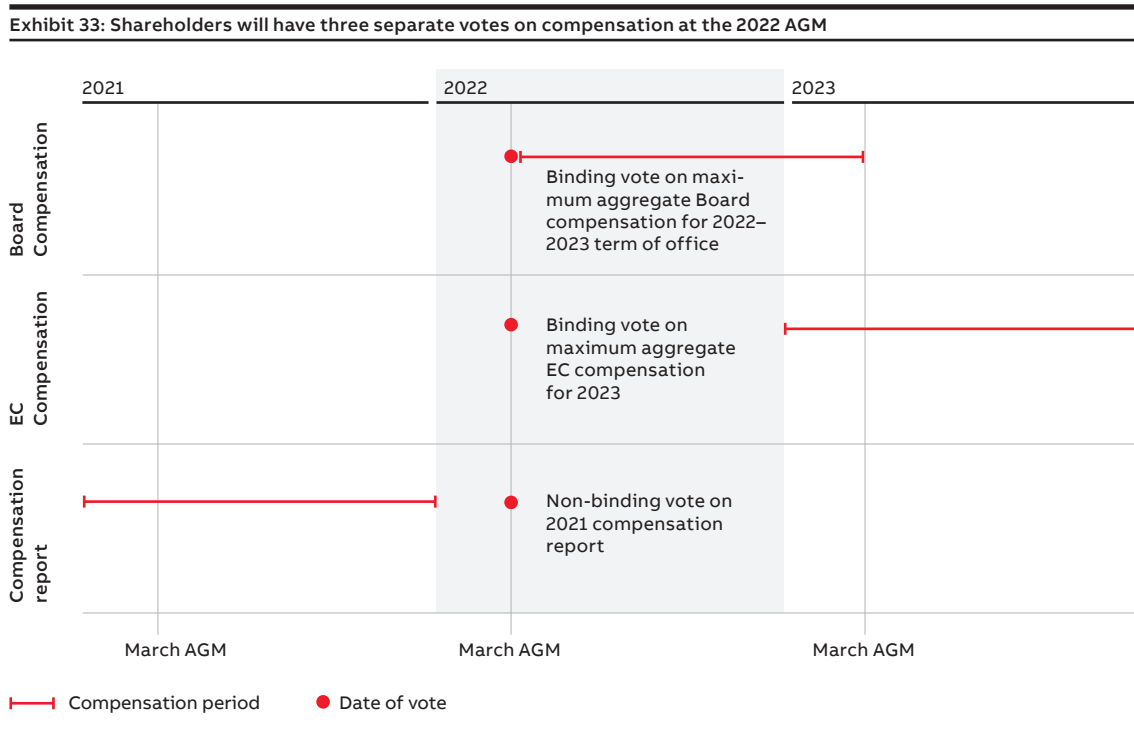 Exhibit 33: Shareholders will have three separate votes on compensation at the 2022 AGM
2021
2022
2023
Board
Compensation
Binding vote on maxi-
mum aggregate Board
compensation for 2022–
2023 term of office
EC
Compensation
Binding vote on
maximum aggregate
EC compensation
for 2023
Compensation
report
Non-binding vote on
2021 compensation
report
March AGM
March AGM
March AGM
Compensation period
Date of vote